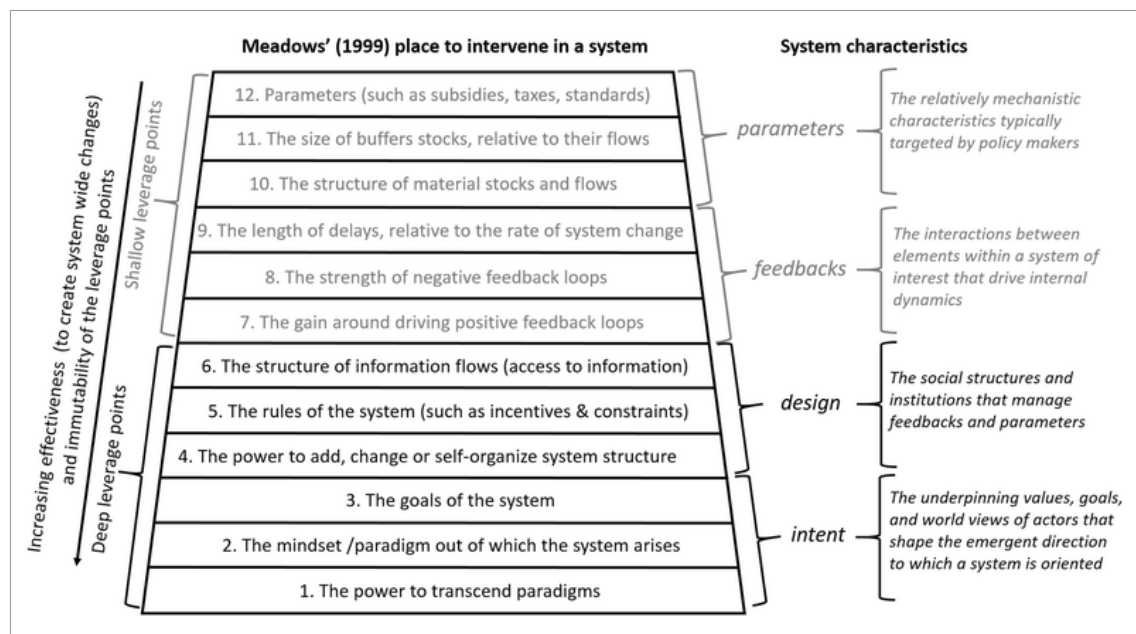 Meadows' (1999) place to intervene in a system
System characteristics
Increasing effectiveness (to create system wide changes)
and immutability of the leverage points
Shallow leverage points
Deep leverage points
12. Parameters (such as subsidies, taxes, standards)
11. The size of buffers stocks, relative to their flows
10. The structure of material stocks and flows
9. The length of delays, relative to the rate of system change
8. The strength of negative feedback loops
7. The gain around driving positive feedback loops
6. The structure of information flows (access to information)
5. The rules of the system (such as incentives & constraints)
4. The power to add, change or self-organize system structure
3. The goals of the system
2. The mindset /paradigm out of which the system arises
1. The power to transcend paradigms
parameters
The relatively mechanistic
characteristics typically
targeted by policy makers
feedbacks
The interactions between
elements within a system of
interest that drive internal
dynamics
design
The social structures and
institutions that manage
feedbacks and parameters
intent
The underpinning values, goals,
and world views of actors that
shape the emergent direction
to which a system is oriented